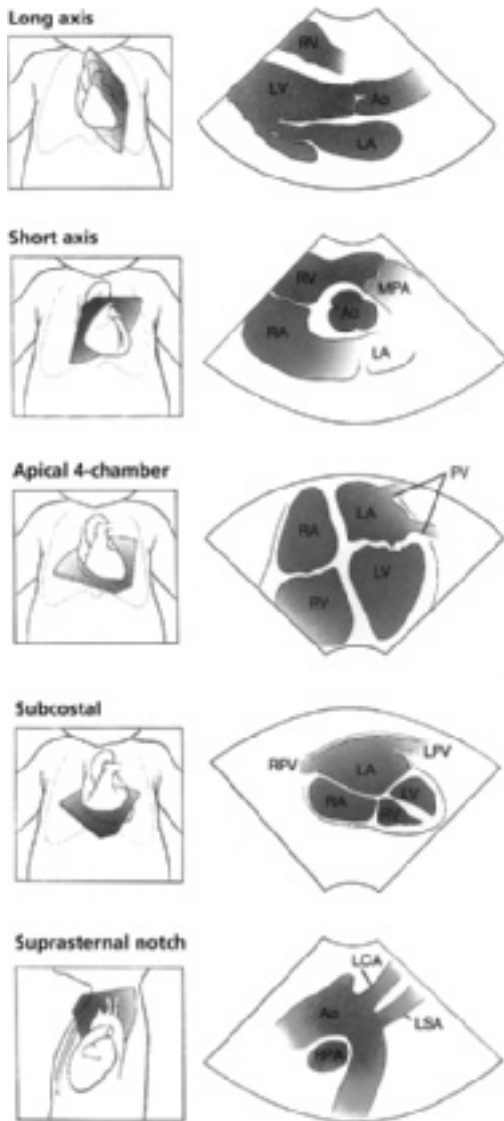 Long axis
RV
LV
Ao
LA
Short axis
RV
MPA
Ao
RA
LA
Apical 4-chamber
PV
LA
RA
LV
RV
Subcostal
LPV
RPV
LA
LV
RA
RV
Suprasternal notch
LCA
Ao
LSA
RPA